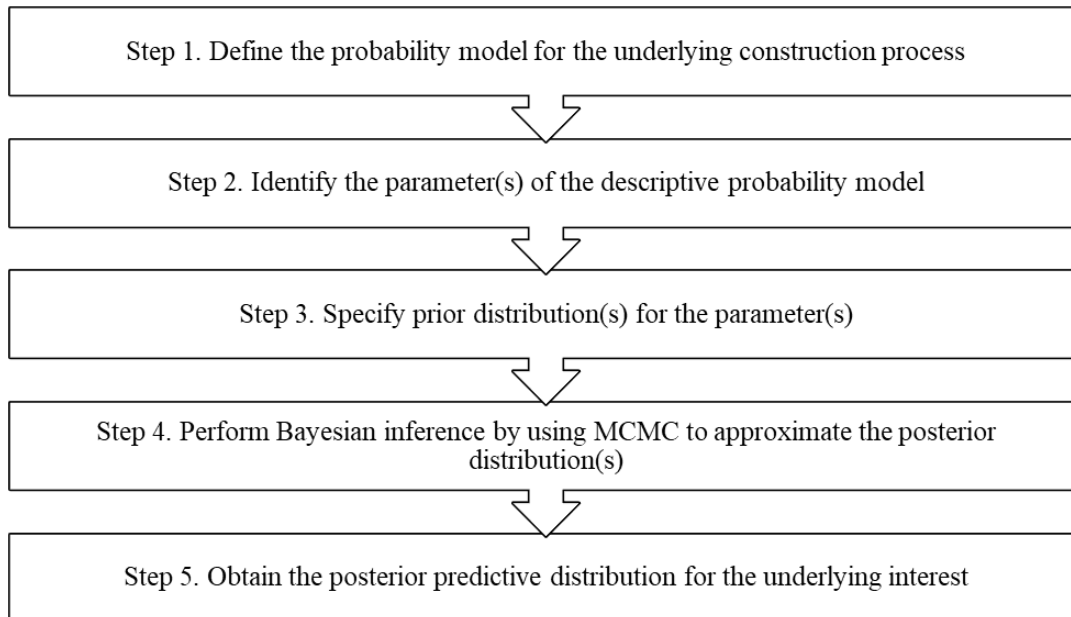 Step 1. Define the probability model for the underlying construction process
Step 2. Identify the parameter(s) of the descriptive probability model
Step 3. Specify prior distribution(s) for the parameter(s)
Step 4. Perform Bayesian inference by using MCMC to approximate the posterior
distribution(s)
Step 5. Obtain the posterior predictive distribution for the underlying interest